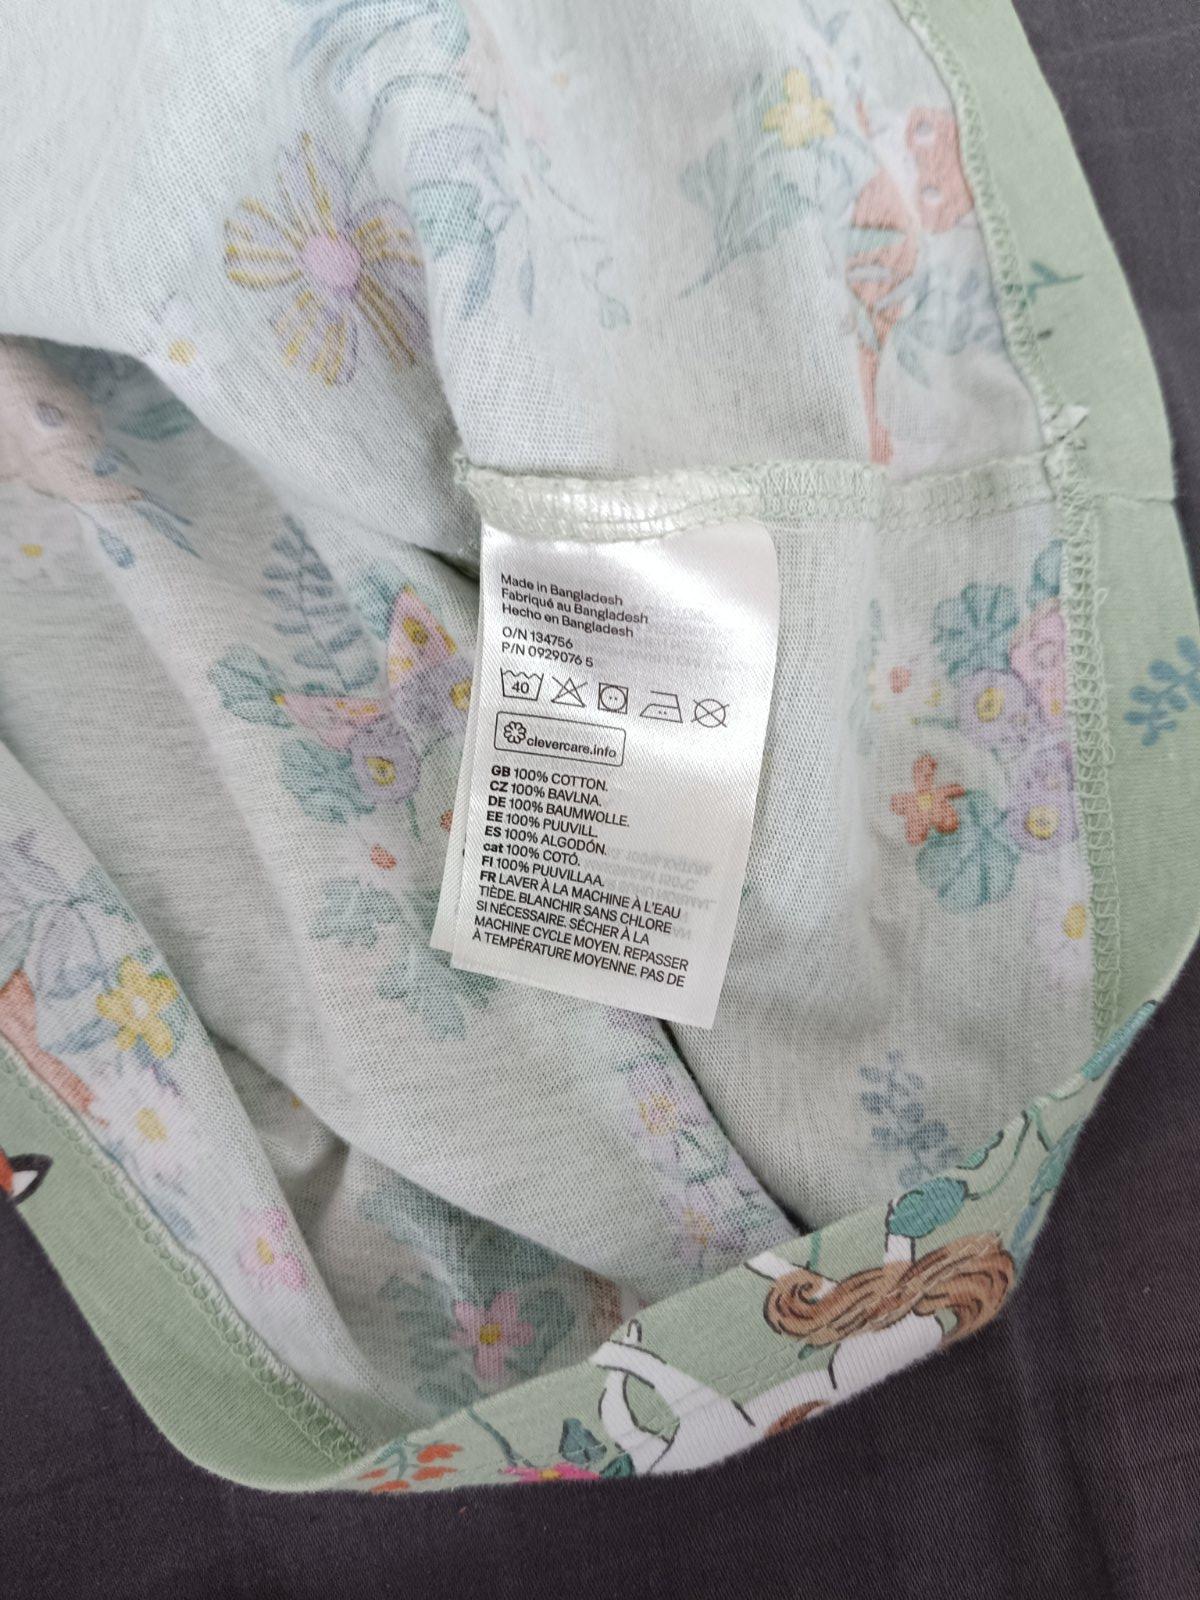 Made in Bangladesh
Fabriqué au Bangladesh
Hecho en Bangladesh
O/N 134756
P/N 0929076 5
40
clevercare.info
GB 100% COTTON.
CZ 100% BAVLNA.
DE 100% BAUMWOLLE.
EE 100% PUUVILL.
ES 100% ALGODÓN.
cat 100% COTÓ.
FI 100% PUUVILLAA.
FR LAVER À LA MACHINE À L'EAU
TIÈDE. BLANCHIR SANS CHLORE
SI NÉCESSAIRE. SÉCHER À LA
MACHINE CYCLE MOYEN. REPASSER
À TEMPÉRATURE MOYENNE. PAS DE